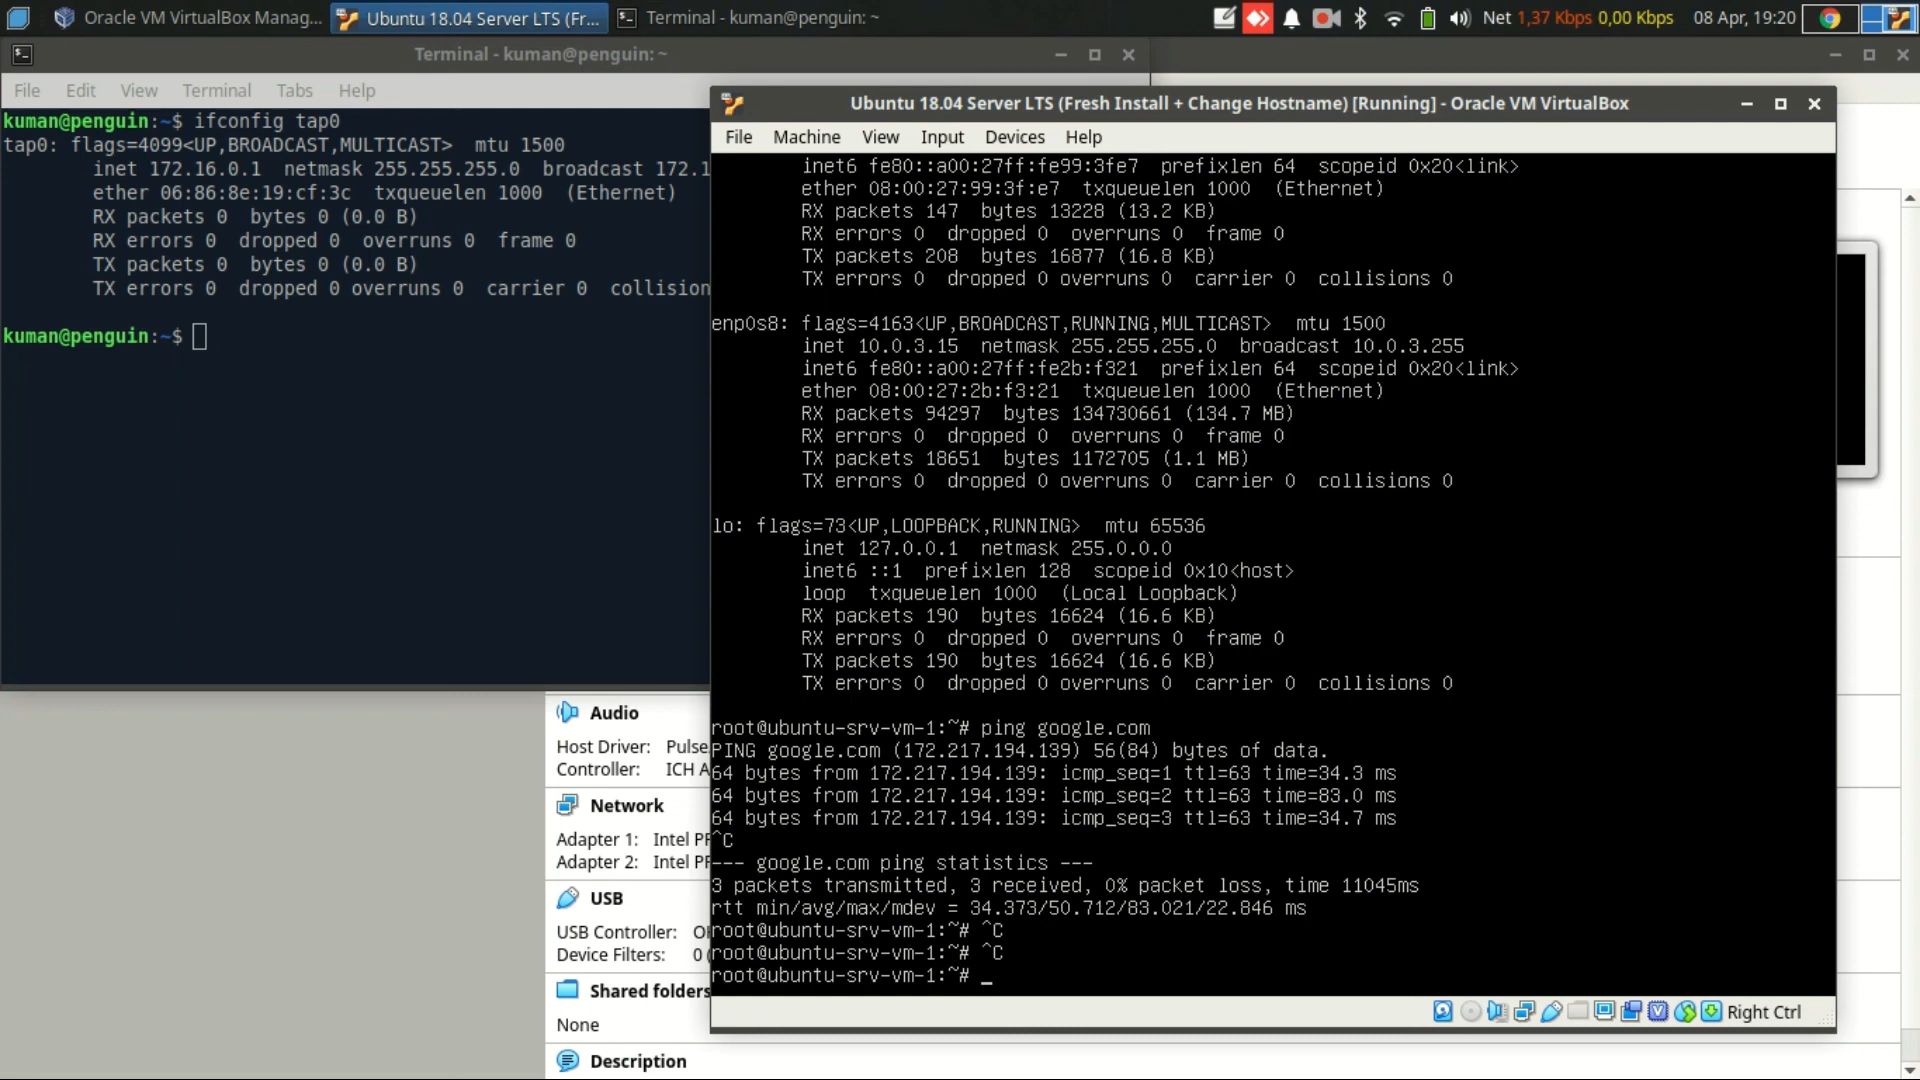 Oracle VM VirtualBox Manag...
Ubuntu 18.04 Server LTS (Fr...
Terminal - kuman@penguin: ~
Net 1,37 Kbps 0,00 Kbps
08 Apr, 19:20
Terminal - kuman@penguin: ~
File Edit View Terminal Tabs Help
kuman@penguin:~$ ifconfig tap0
tap0: flags=4099<UP,BROADCAST,MULTICAST>  mtu 1500
inet 172.16.0.1  netmask 255.255.255.0  broadcast 172.1
ether 06:86:8e:19:cf:3c  txqueuelen 1000  (Ethernet)
RX packets 0  bytes 0 (0.0 B)
RX errors 0  dropped 0  overruns 0  frame 0
TX packets 0  bytes 0 (0.0 B)
TX errors 0  dropped 0 overruns 0  carrier 0  collision
kuman@penguin:~$
Ubuntu 18.04 Server LTS (Fresh Install + Change Hostname) [Running] - Oracle VM VirtualBox
File Machine View Input Devices Help
inet6 fe80::a00:27ff:fe99:3fe7  prefixlen 64  scopeid 0x20<link>
ether 08:00:27:99:3f:e7  txqueuelen 1000  (Ethernet)
RX packets 147  bytes 13228 (13.2 KB)
RX errors 0  dropped 0  overruns 0  frame 0
TX packets 208  bytes 16877 (16.8 KB)
TX errors 0  dropped 0 overruns 0  carrier 0  collisions 0
enp0s8: flags=4163<UP,BROADCAST,RUNNING,MULTICAST>  mtu 1500
inet 10.0.3.15  netmask 255.255.255.0  broadcast 10.0.3.255
inet6 fe80::a00:27ff:fe2b:f321  prefixlen 64  scopeid 0x20<link>
ether 08:00:27:2b:f3:21  txqueuelen 1000  (Ethernet)
RX packets 94297  bytes 134730661 (134.7 MB)
RX errors 0  dropped 0  overruns 0  frame 0
TX packets 18651  bytes 1172705 (1.1 MB)
TX errors 0  dropped 0 overruns 0  carrier 0  collisions 0
lo: flags=73<UP,LOOPBACK,RUNNING>  mtu 65536
inet 127.0.0.1  netmask 255.0.0.0
inet6 ::1  prefixlen 128  scopeid 0x10<host>
loop  txqueuelen 1000  (Local Loopback)
RX packets 190  bytes 16624 (16.6 KB)
RX errors 0  dropped 0  overruns 0  frame 0
TX packets 190  bytes 16624 (16.6 KB)
TX errors 0  dropped 0 overruns 0  carrier 0  collisions 0
root@ubuntu-srv-vm-1:~# ping google.com
PING google.com (172.217.194.139) 56(84) bytes of data.
64 bytes from 172.217.194.139: icmp_seq=1 ttl=63 time=34.3 ms
64 bytes from 172.217.194.139: icmp_seq=2 ttl=63 time=83.0 ms
64 bytes from 172.217.194.139: icmp_seq=3 ttl=63 time=34.7 ms
^C
--- google.com ping statistics ---
3 packets transmitted, 3 received, 0% packet loss, time 11045ms
rtt min/avg/max/mdev = 34.373/50.712/83.021/22.846 ms
root@ubuntu-srv-vm-1:~# ^C
root@ubuntu-srv-vm-1:~# ^C
root@ubuntu-srv-vm-1:~# _
Right Ctrl
Audio
Host Driver: Pulse
Controller: ICH A
Network
Adapter 1: Intel PR
Adapter 2: Intel PR
USB
USB Controller:
Device Filters: 0 (
Shared folders
None
Description